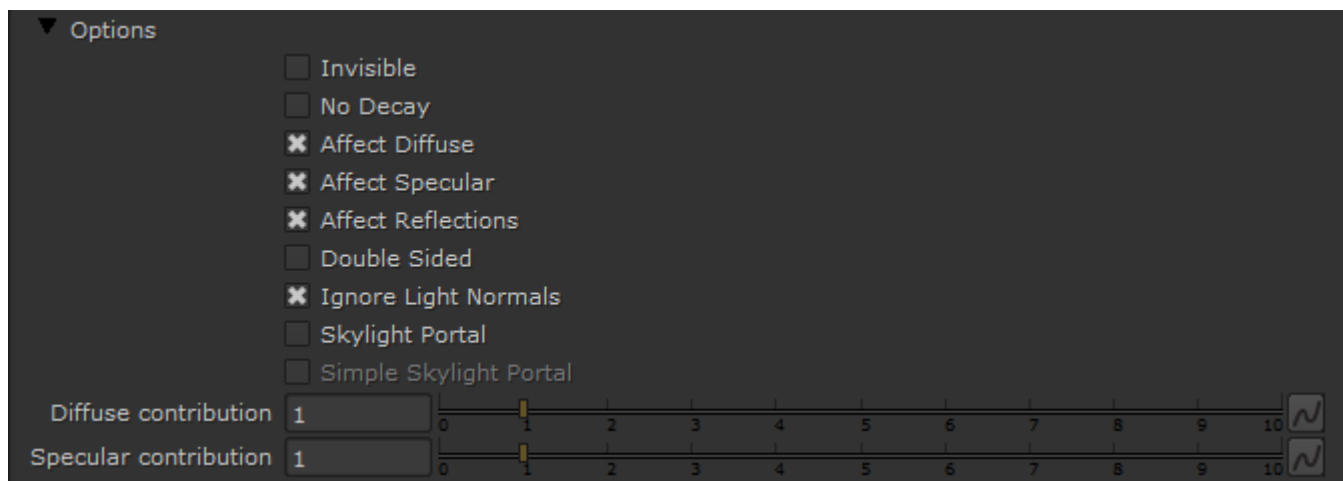 Options
Invisible
No Decay
Affect Diffuse
Affect Specular
Affect Reflections
Double Sided
Ignore Light Normals
Skylight Portal
Simple Skylight Portal
Diffuse contribution 1 0 1 2 3 4 5 6 7 8 9 10
Specular contribution 1 0 1 2 3 4 5 6 7 8 9 10